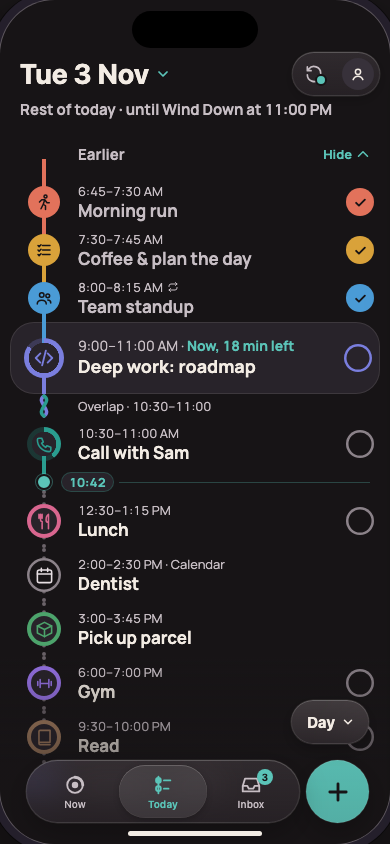 Tue 3 Nov
Rest of today · until Wind Down at 11:00 PM
Earlier
Hide
6:45–7:30 AM
Morning run
7:30–7:45 AM
Coffee & plan the day
8:00–8:15 AM
Team standup
9:00–11:00 AM · Now, 18 min left
Deep work: roadmap
Overlap · 10:30–11:00
10:30–11:00 AM
Call with Sam
10:42
12:30–1:15 PM
Lunch
2:00–2:30 PM · Calendar
Dentist
3:00–3:45 PM
Pick up parcel
6:00–7:00 PM
Gym
9:30–10:00 PM
Read
Day
3
Now
Today
Inbox